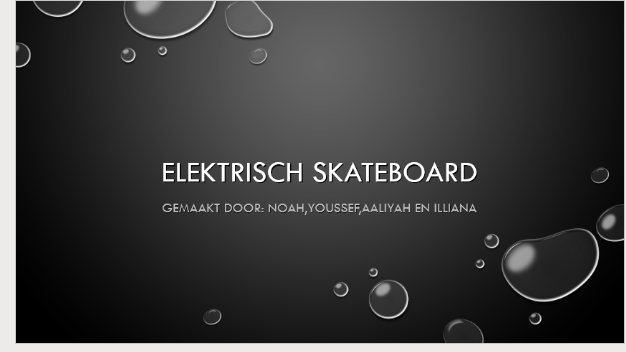 ELEKTRISCH SKATEBOARD
GEMAAKT DOOR: NOAH,YOUSSEF,AALIYAH EN ILLIANA